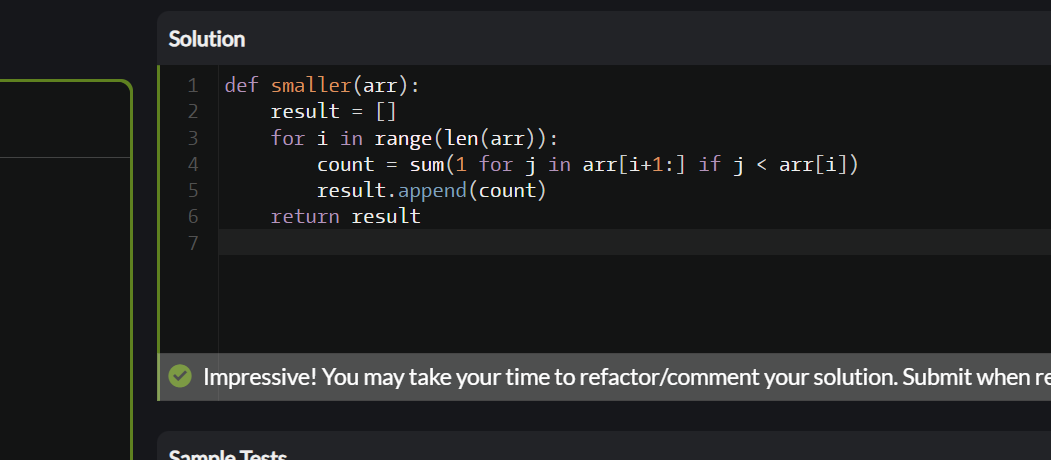 Solution
1 def smaller(arr):
2     result = []
3     for i in range(len(arr)):
4         count = sum(1 for j in arr[i+1:] if j < arr[i])
5         result.append(count)
6     return result
7
Impressive! You may take your time to refactor/comment your solution. Submit when re
Sample Tests